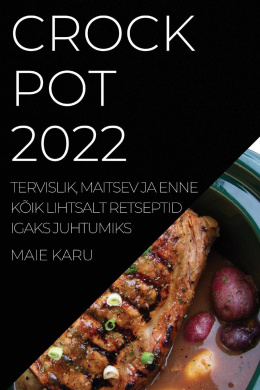 CROCK
POT
2022
TERVISLIK, MAITSEV JA ENNE
KÕIK LIHTSALT RETSEPTID
IGAKS JUHTUMIKS
MAIE KARU